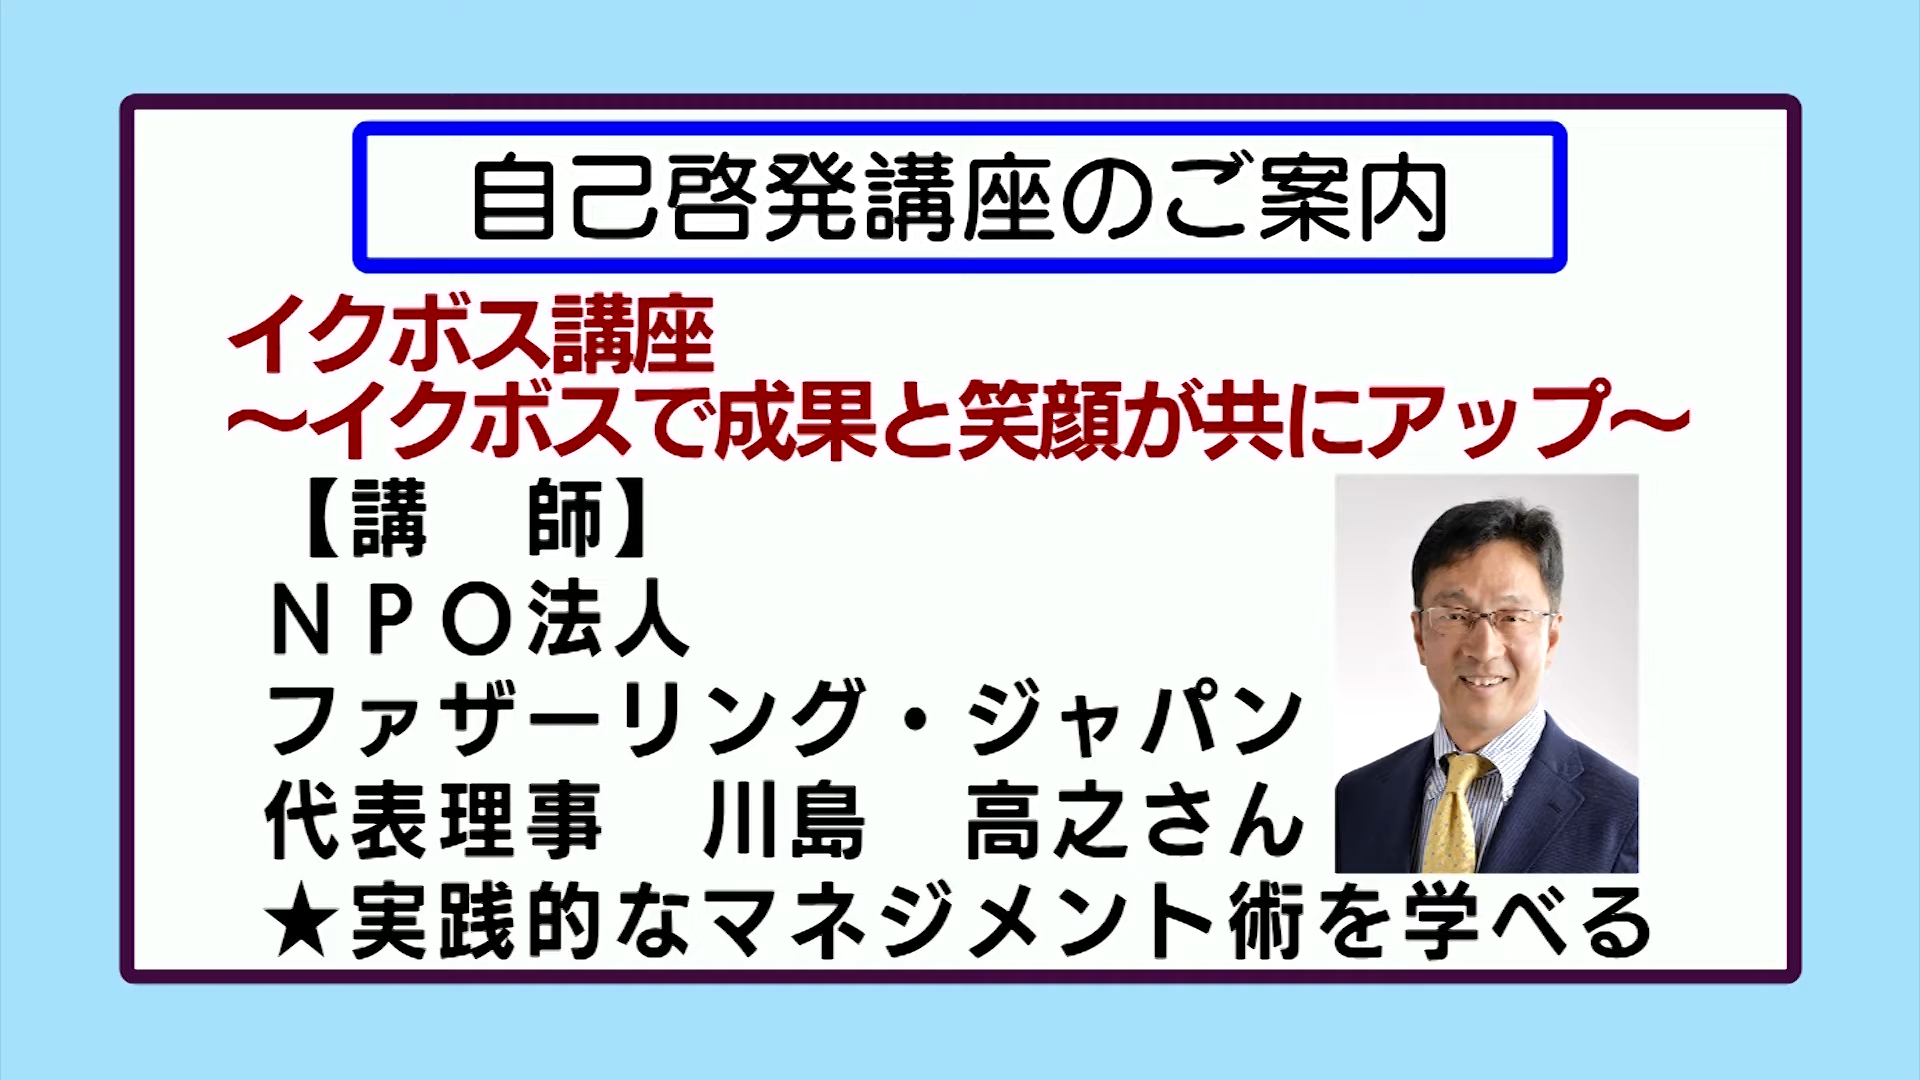 自己啓発講座のご案内
イクボス講座
～イクボスで成果と笑顔が共にアップ～
【講　師】
ＮＰＯ法人
ファザーリング・ジャパン
代表理事　川島　高之さん
★実践的なマネジメント術を学べる